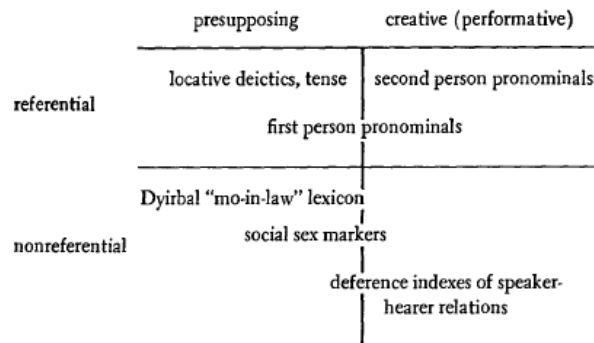 presupposing creative (performative)
locative deictics, tense second person pronominals
referential
first person pronominals
Dyirbal “mo-in-law” lexicon
social sex markers
nonreferential
deference indexes of speaker-
hearer relations